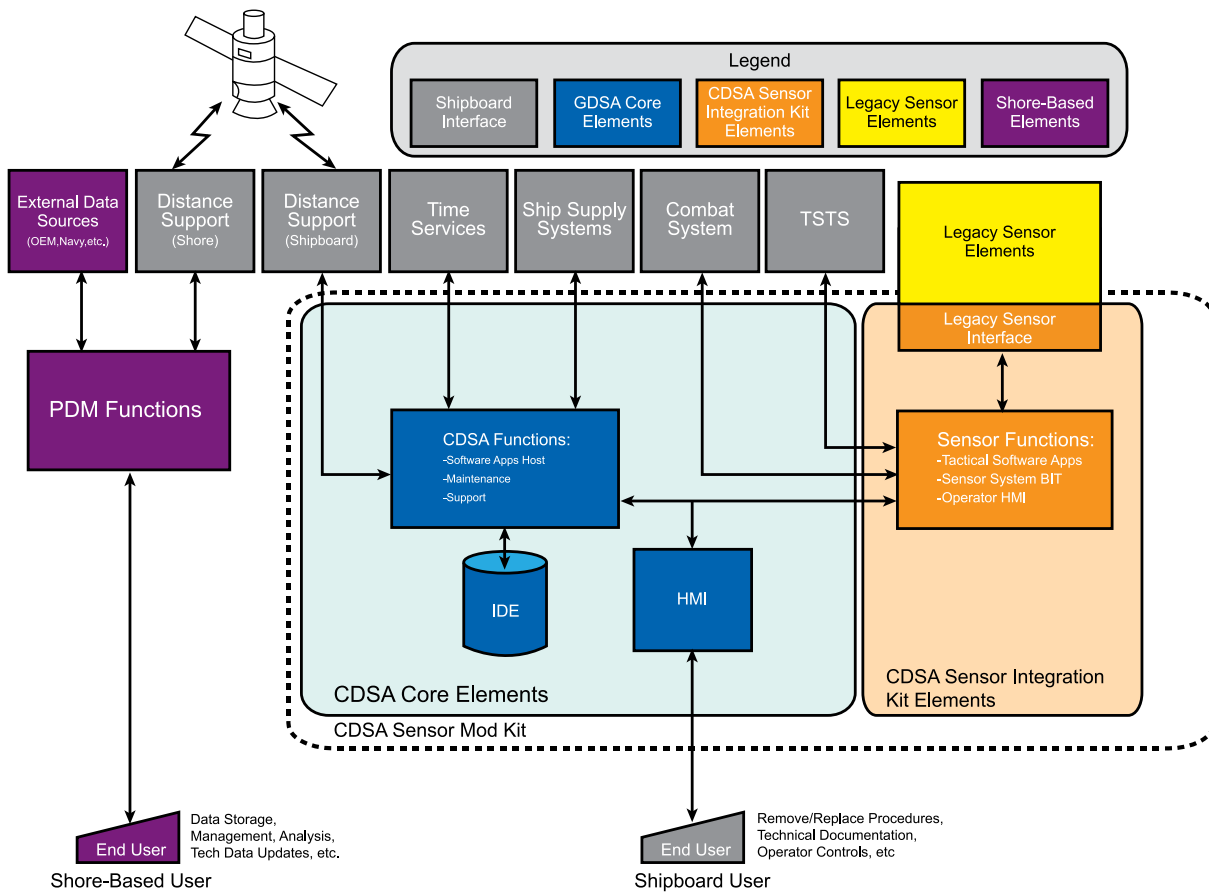 Legend
Shipboard
Interface
GDSA Core
Elements
CDSA Sensor
Integration Kit
Elements
Legacy Sensor
Elements
Shore-Based
Elements
External Data
Sources
(OEM,Navy,etc.)
Distance
Support
(Shore)
Distance
Support
(Shipboard)
Time
Services
Ship Supply
Systems
Combat
System
TSTS
Legacy Sensor
Elements
Legacy Sensor
Interface
PDM Functions
CDSA Functions:
-Software Apps Host
-Maintenance
-Support
Sensor Functions:
-Tactical Software Apps
-Sensor System BIT
-Operator HMI
IDE
HMI
CDSA Core Elements
CDSA Sensor Integration
Kit Elements
CDSA Sensor Mod Kit
End User
Data Storage,
Management, Analysis,
Tech Data Updates, etc.
Shore-Based User
End User
Remove/Replace Procedures,
Technical Documentation,
Operator Controls, etc
Shipboard User